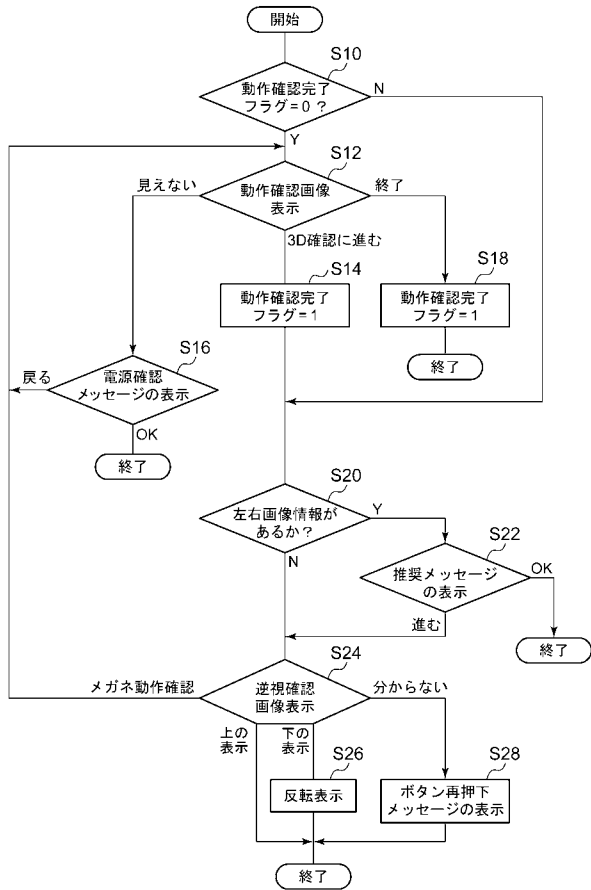 開始
S10
動作確認完了
フラグ=0 ?
N
Y
S12
見えない
動作確認画像
表示
終了
3D確認に進む
S14
動作確認完了
フラグ=1
S18
動作確認完了
フラグ=1
終了
S16
戻る
電源確認
メッセージの表示
OK
終了
S20
左右画像情報が
あるか？
Y
N
S22
推奨メッセージ
の表示
OK
進む
終了
S24
メガネ動作確認
逆視確認
画像表示
分からない
上の
表示
下の
表示
S26
反転表示
S28
ボタン再押下
メッセージの表示
終了